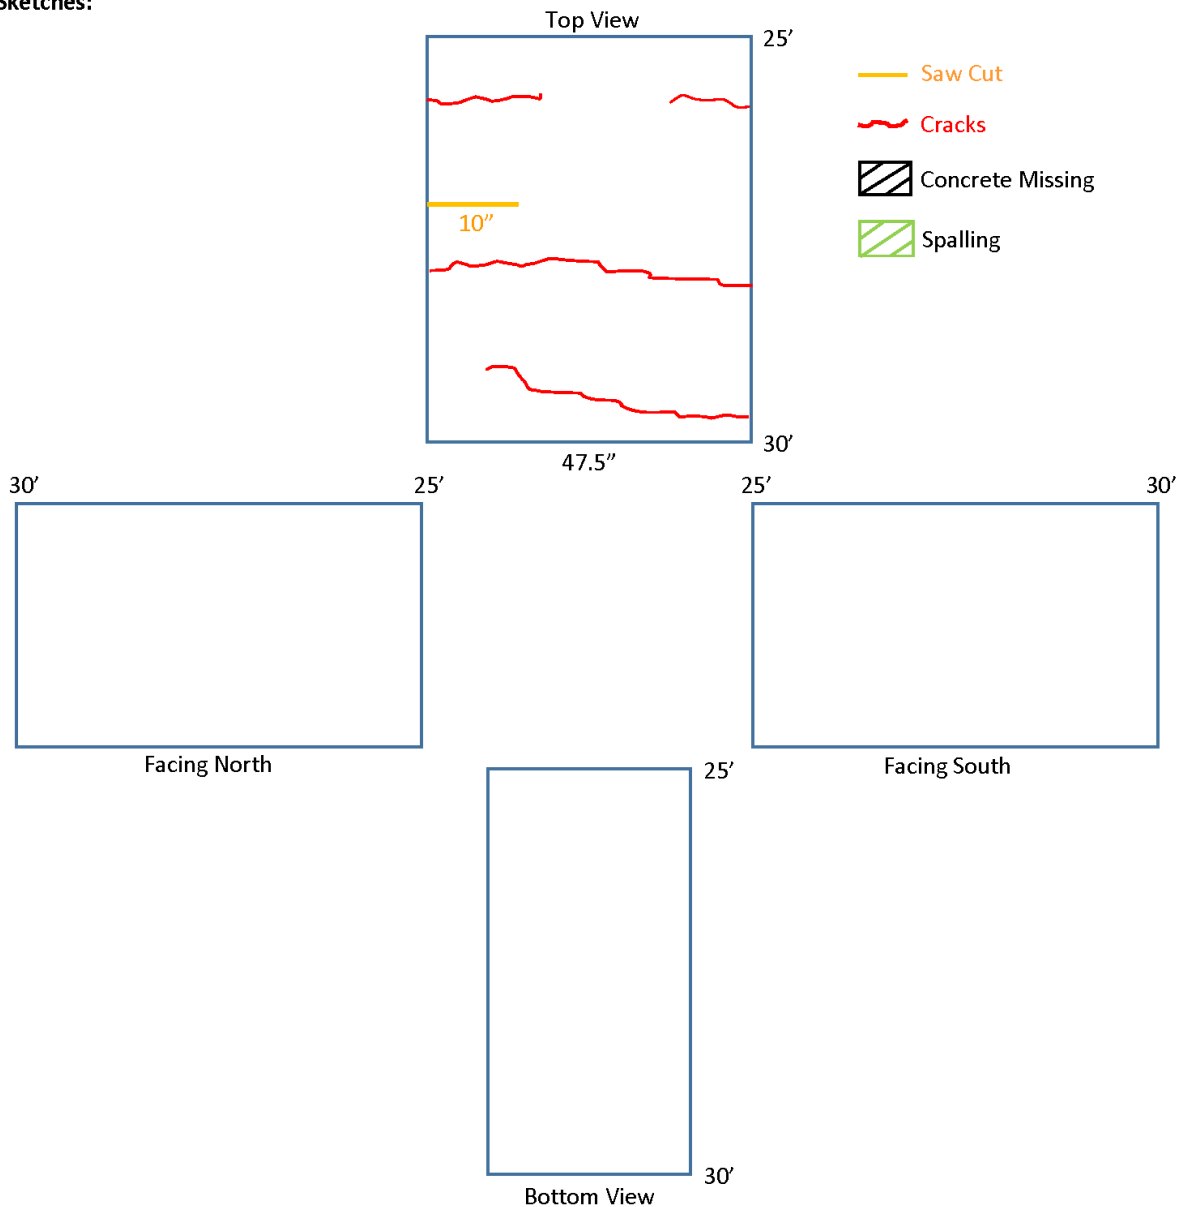 Sketches:
Top View
25’
Saw Cut
Cracks
Concrete Missing
Spalling
10”
30’
47.5”
30’
25’
25’
30’
Facing North
Facing South
25’
30’
Bottom View